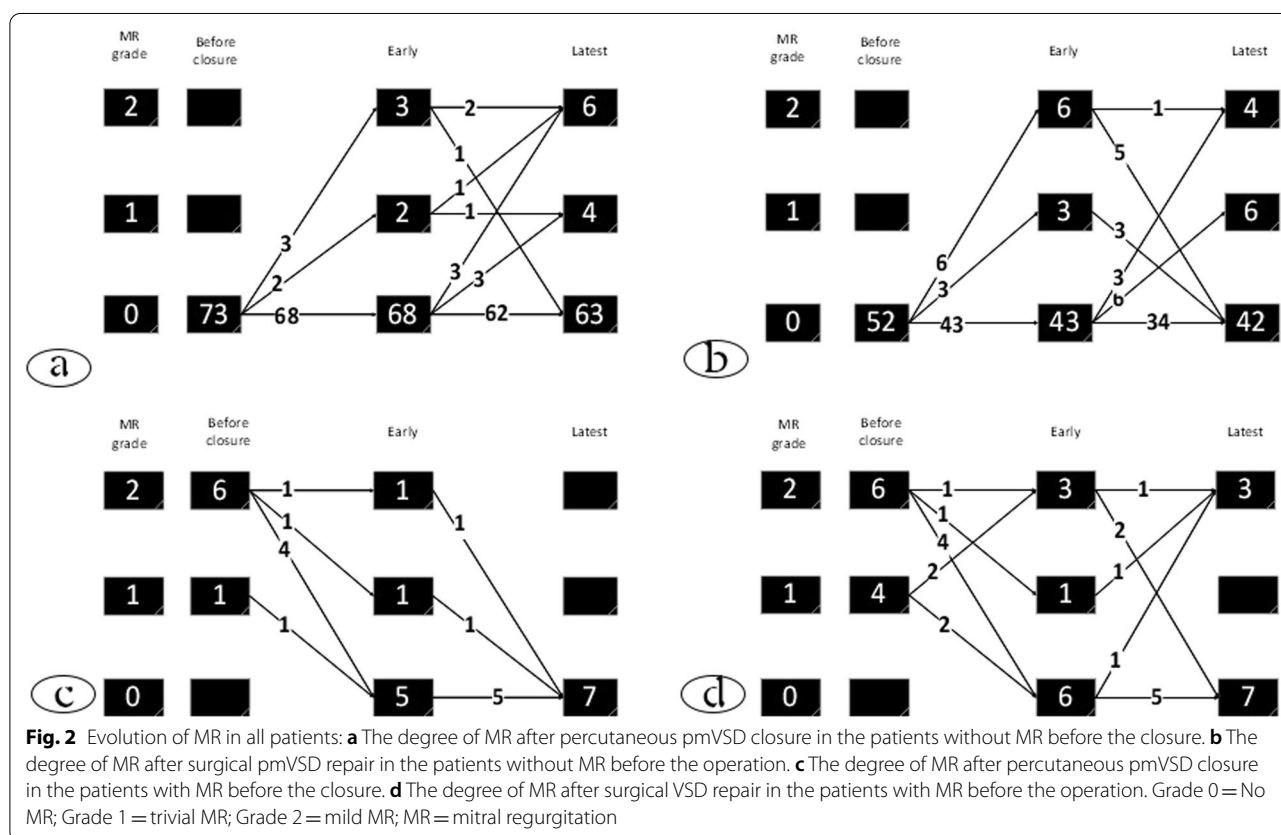 MR grade Before closure Early Latest
2 3 2 6
1 1
1 2 1 4
3
2 3 3
0 73 68 68 62 63
a
MR grade Before closure Early Latest
2 6 1 4
5
1 3 6
6 3
3 3 6
0 52 43 43 34 42
b
MR grade Before closure Early Latest
2 6 1 1
1 1
4
1 1 1
1 1
0 5 5 7
c
MR grade Before closure Early Latest
2 6 1 3 1 3
1 2
4
2 1
1 4 1
2 1
0 6 5 7
d
Fig. 2 Evolution of MR in all patients: a The degree of MR after percutaneous pmVSD closure in the patients without MR before the closure. b The
degree of MR after surgical pmVSD repair in the patients without MR before the operation. c The degree of MR after percutaneous pmVSD closure
in the patients with MR before the closure. d The degree of MR after surgical VSD repair in the patients with MR before the operation. Grade 0 = No
MR; Grade 1 = trivial MR; Grade 2 = mild MR; MR = mitral regurgitation